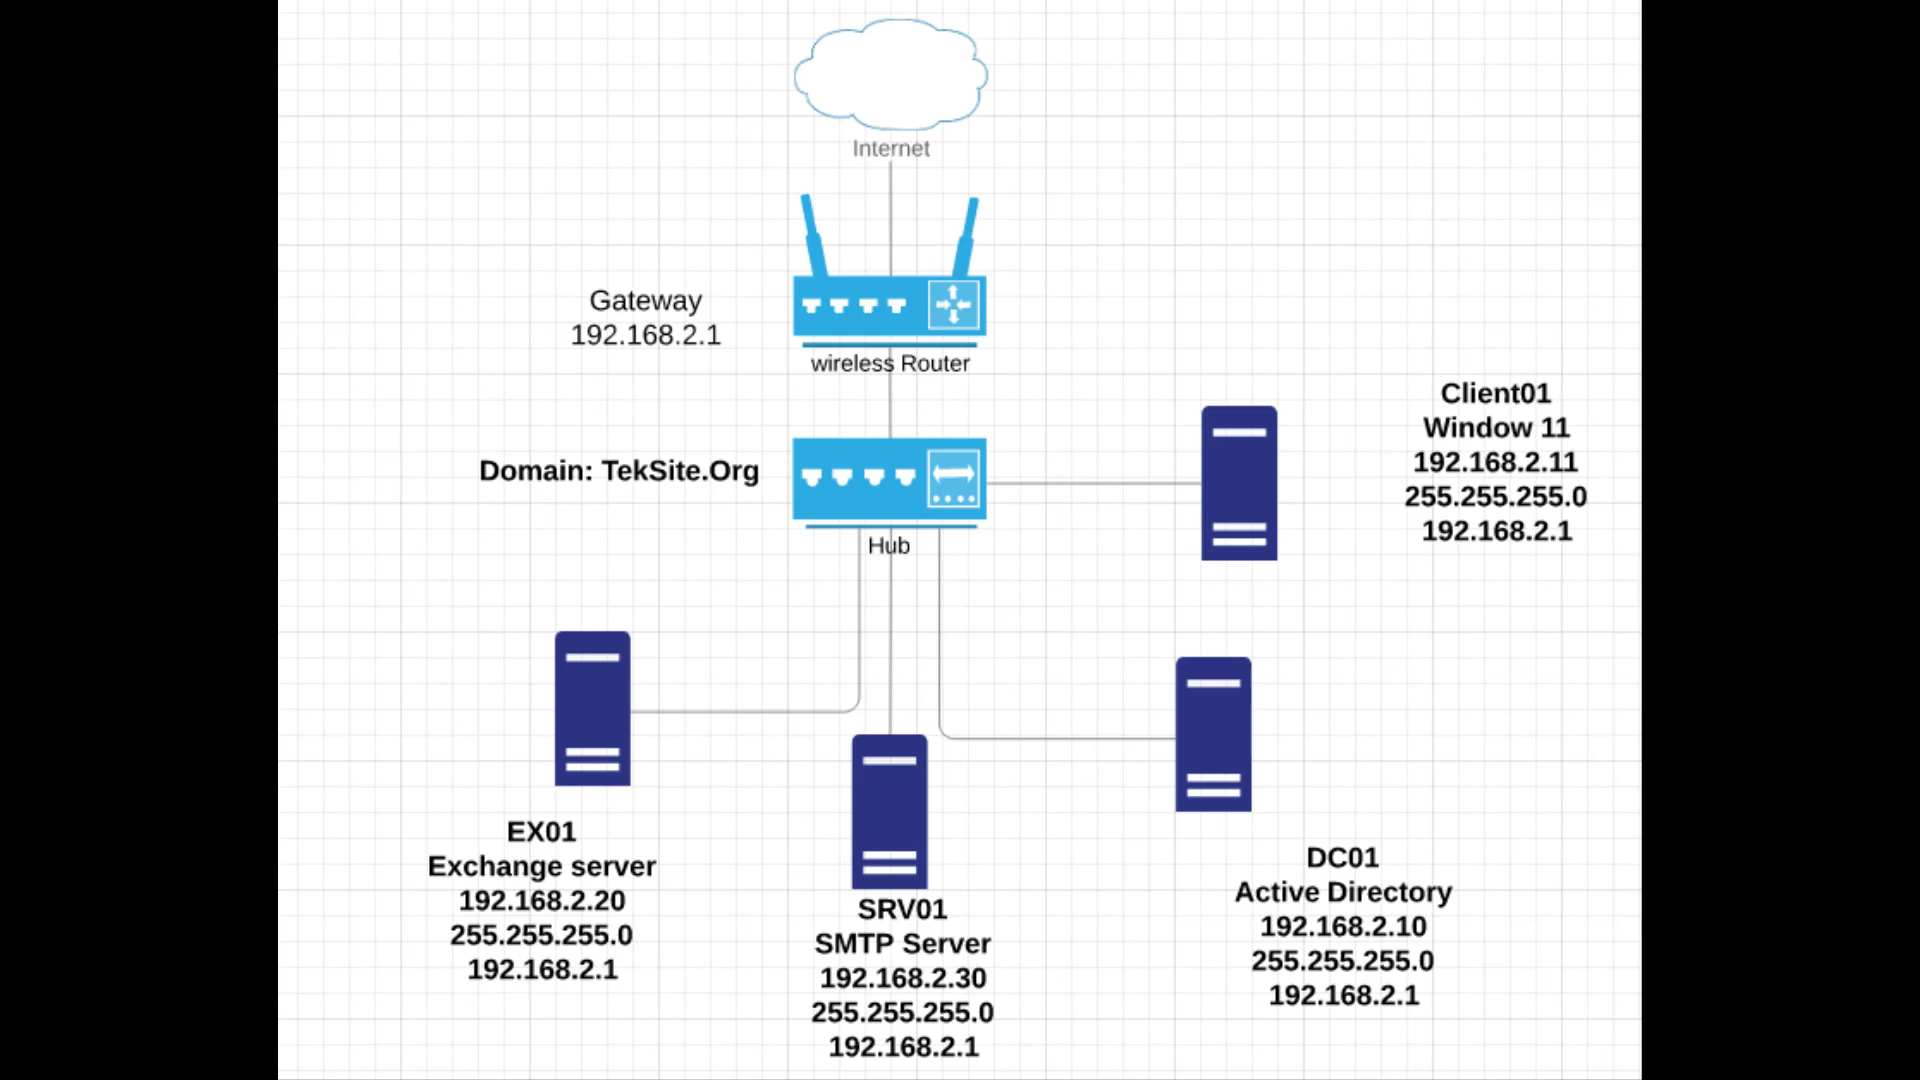 Internet
Gateway
192.168.2.1
wireless Router
Client01
Window 11
192.168.2.11
255.255.255.0
192.168.2.1
Domain: TekSite.Org
Hub
EX01
Exchange server
192.168.2.20
255.255.255.0
192.168.2.1
SRV01
SMTP Server
192.168.2.30
255.255.255.0
192.168.2.1
DC01
Active Directory
192.168.2.10
255.255.255.0
192.168.2.1